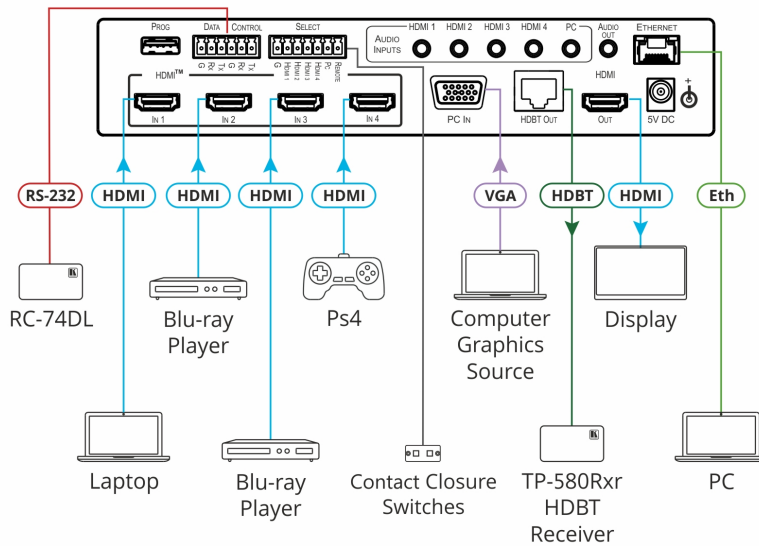 PROG
DATA CONTROL
SELECT
AUDIO INPUTS
HDMI 1
HDMI 2
HDMI 3
HDMI 4
PC
AUDIO OUT
ETHERNET
G
Rx
Tx
G
Rx
Tx
G
HDMI 1
HDMI 2
HDMI 3
HDMI 4
PC
REMOTE
HDMI™
IN 1
IN 2
IN 3
IN 4
PC IN
HDBT OUT
HDMI
OUT
5V DC
+
RS-232
HDMI
HDMI
HDMI
HDMI
VGA
HDBT
HDMI
Eth
K
RC-74DL
Blu-ray
Player
Ps4
Computer
Graphics
Source
Display
Laptop
Blu-ray
Player
Contact Closure
Switches
K
TP-580Rxr
HDBT
Receiver
PC